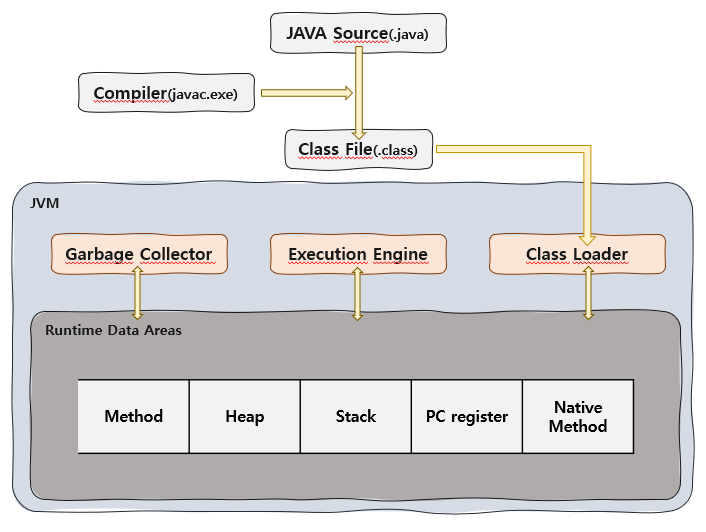 JAVA Source(.java)
Compiler(javac.exe)
Class File(.class)
JVM
Garbage Collector
Execution Engine
Class Loader
Runtime Data Areas
Method
Heap
Stack
PC register
Native
Method